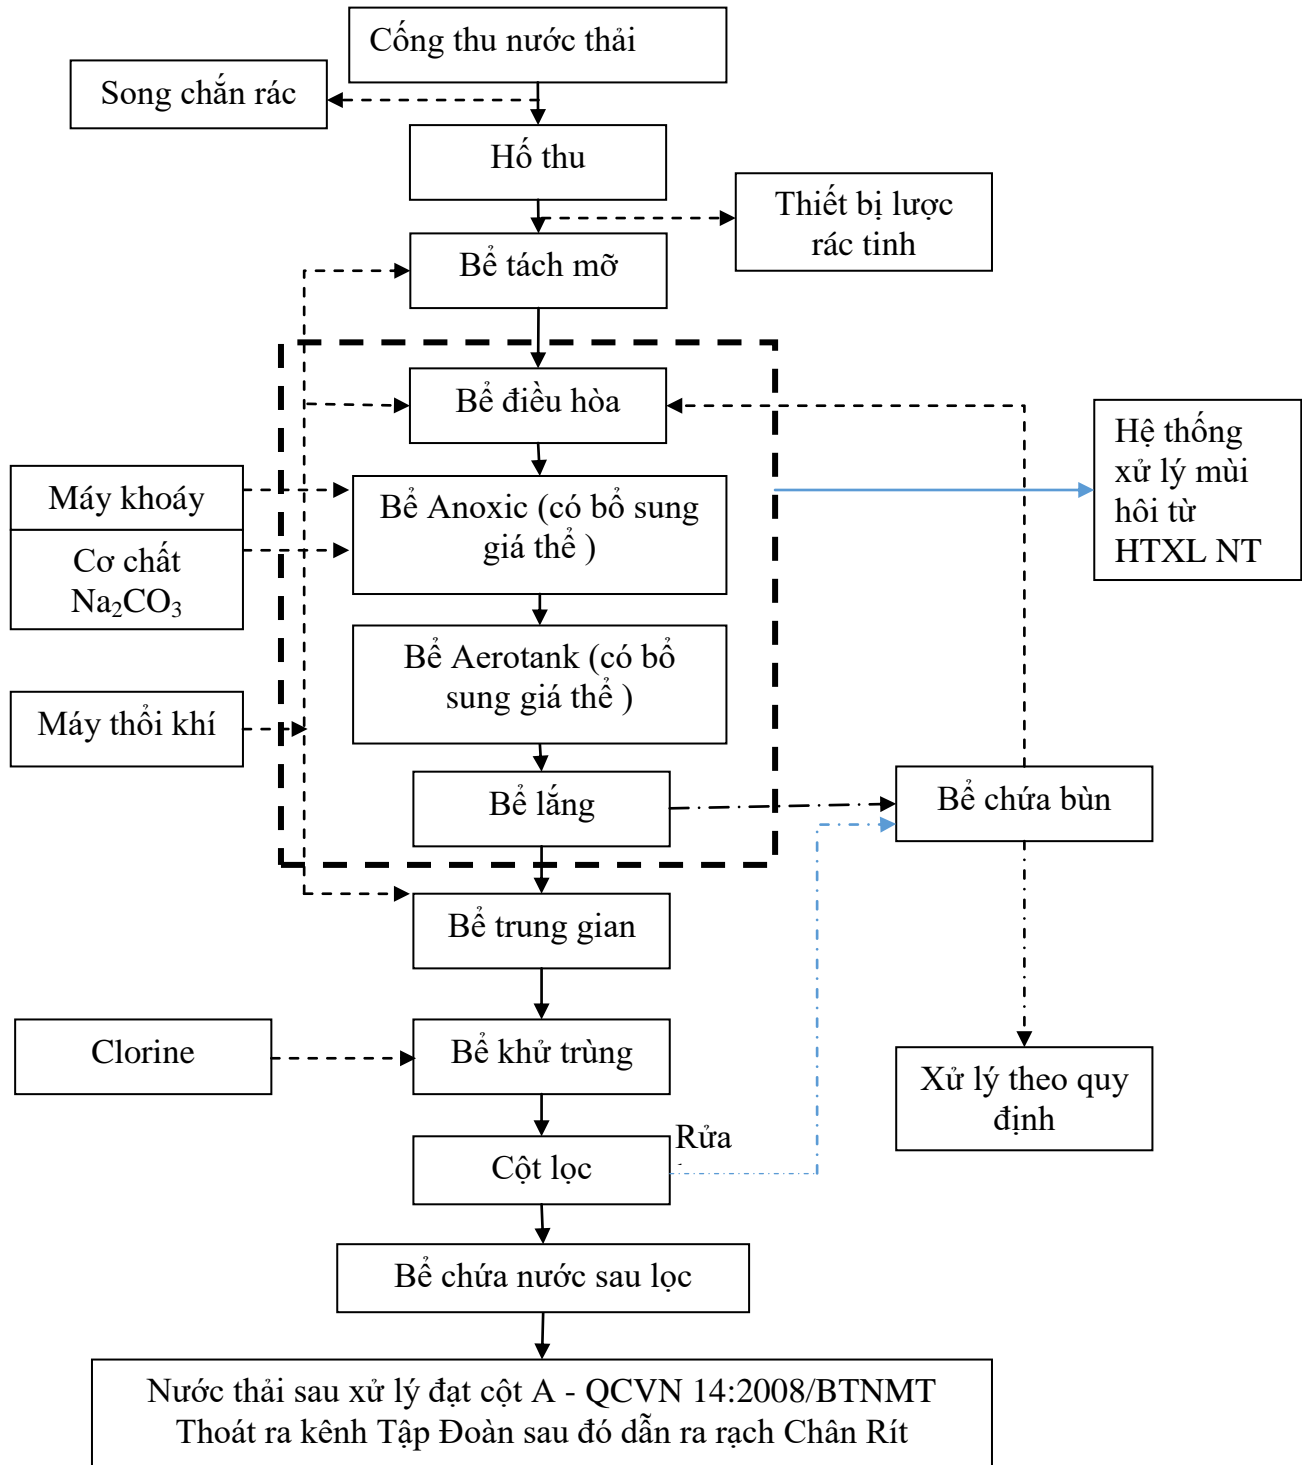 Cống thu nước thải
Song chắn rác
Hố thu
Thiết bị lược
rác tinh
Bể tách mỡ
Bể điều hòa
Hệ thống
xử lý mùi
hôi từ
HTXL NT
Máy khoáy
Cơ chất
Na₂CO₃
Bể Anoxic (có bổ sung
giá thể )
Bể Aerotank (có bổ
sung giá thể )
Máy thổi khí
Bể lắng
Bể chứa bùn
Bể trung gian
Clorine
Bể khử trùng
Xử lý theo quy
định
Rửa
Cột lọc
Bể chứa nước sau lọc
Nước thải sau xử lý đạt cột A - QCVN 14:2008/BTNMT
Thoát ra kênh Tập Đoàn sau đó dẫn ra rạch Chân Rít